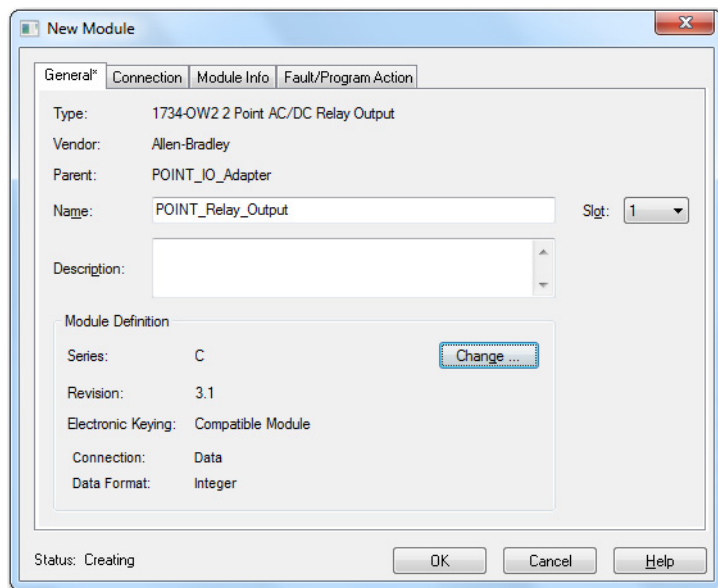 New Module
General* Connection Module Info Fault/Program Action
Type: 1734-OW2 2 Point AC/DC Relay Output
Vendor: Allen-Bradley
Parent: POINT_IO_Adapter
Name: POINT_Relay_Output Slot: 1
Description:
Module Definition
Series: C Change ...
Revision: 3.1
Electronic Keying: Compatible Module
Connection: Data
Data Format: Integer
Status: Creating OK Cancel Help